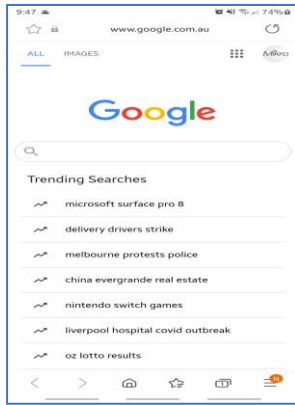 9:47
74%
www.google.com.au
ALL IMAGES
Google
Trending Searches
microsoft surface pro 8
delivery drivers strike
melbourne protests police
china evergrande real estate
nintendo switch games
liverpool hospital covid outbreak
oz lotto results
1 N